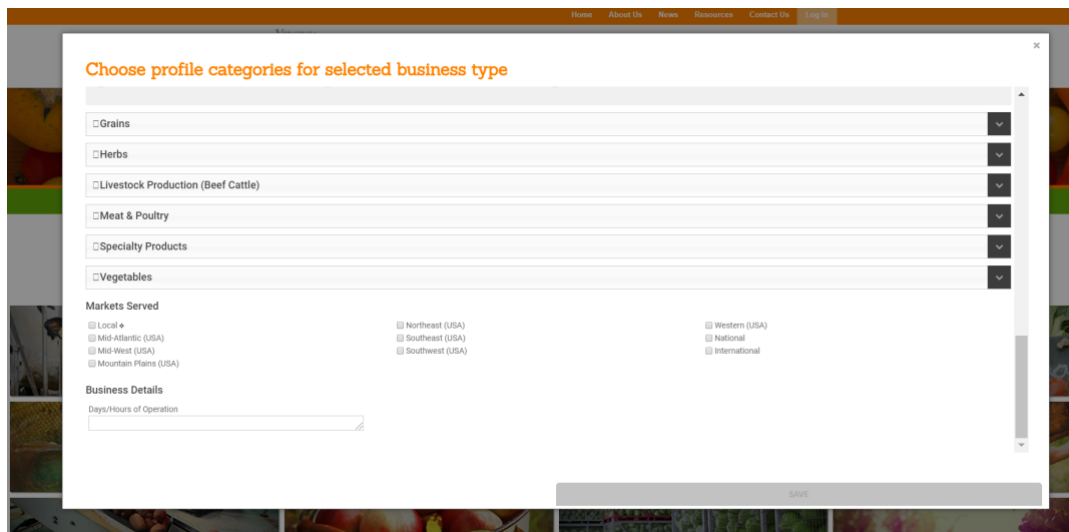 Home About Us News Resources Contact Us Log In
×
Choose profile categories for selected business type
Grains
Herbs
Livestock Production (Beef Cattle)
Meat & Poultry
Specialty Products
Vegetables
Markets Served
Local Northeast (USA) Western (USA)
Mid-Atlantic (USA) Southeast (USA) National
Mid-West (USA) Southwest (USA) International
Mountain Plains (USA)
Business Details
Days/Hours of Operation
SAVE